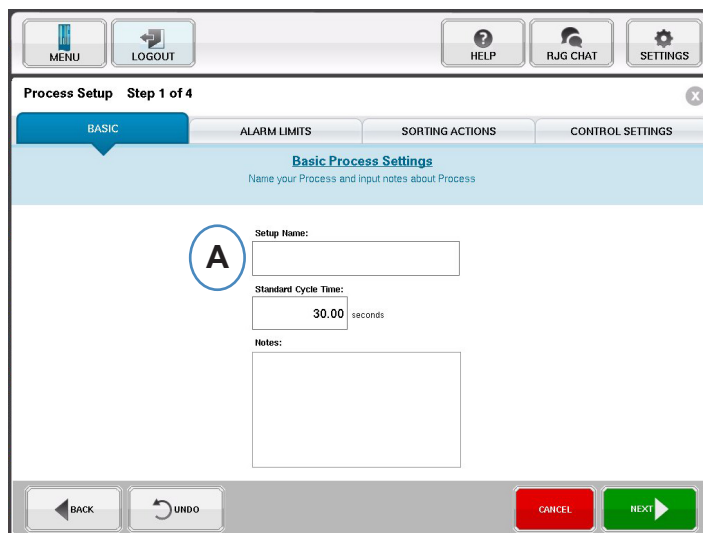 MENU LOGOUT HELP RJG CHAT SETTINGS
Process Setup Step 1 of 4
X
BASIC ALARM LIMITS SORTING ACTIONS CONTROL SETTINGS
Basic Process Settings
Name your Process and input notes about Process
A
Setup Name:
Standard Cycle Time:
30.00 seconds
Notes:
BACK UNDO CANCEL NEXT